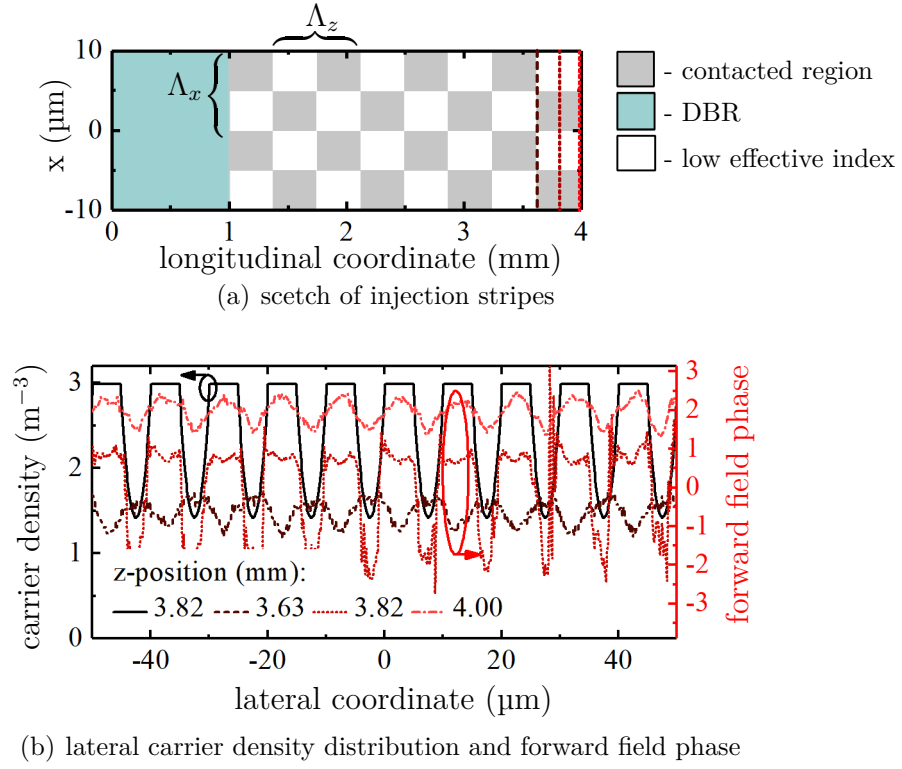 Λz
10
0
-10
x (µm)
Λx
0
1
2
3
4
longitudinal coordinate (mm)
- contacted region
- DBR
- low effective index
(a) scetch of injection stripes
3
2
1
0
carrier density (m⁻³)
3
2
1
0
-1
-2
-3
forward field phase
z-position (mm):
3.82 3.63 3.82 4.00
-40 -20 0 20 40
lateral coordinate (µm)
(b) lateral carrier density distribution and forward field phase